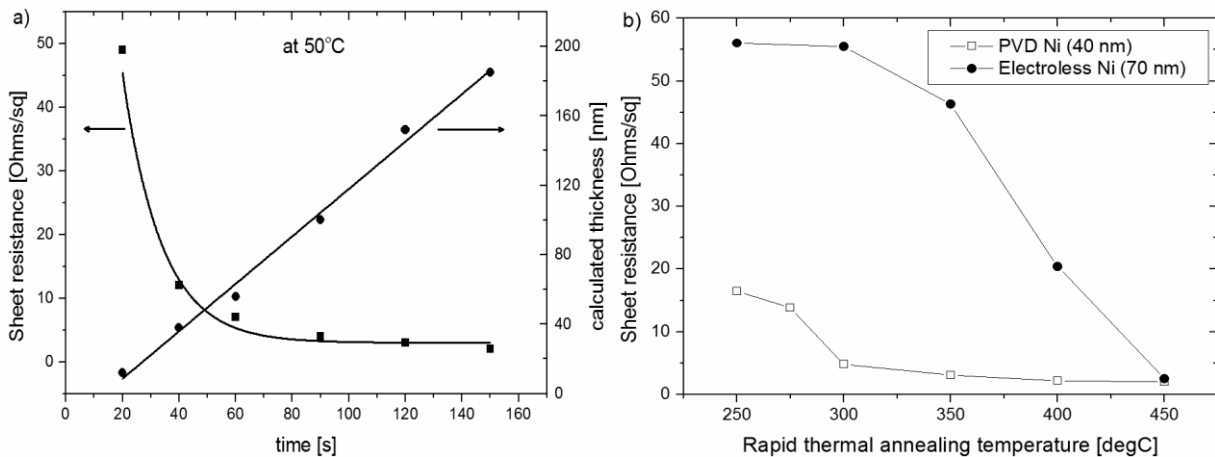 a)
at 50°C
Sheet resistance [Ohms/sq]
50
40
30
20
10
0
calculated thickness [nm]
200
160
120
80
40
0
0 20 40 60 80 100 120 140 160
time [s]
b)
PVD Ni (40 nm)
Electroless Ni (70 nm)
Sheet resistance [Ohms/sq]
60
50
40
30
20
10
0
250 300 350 400 450
Rapid thermal annealing temperature [degC]